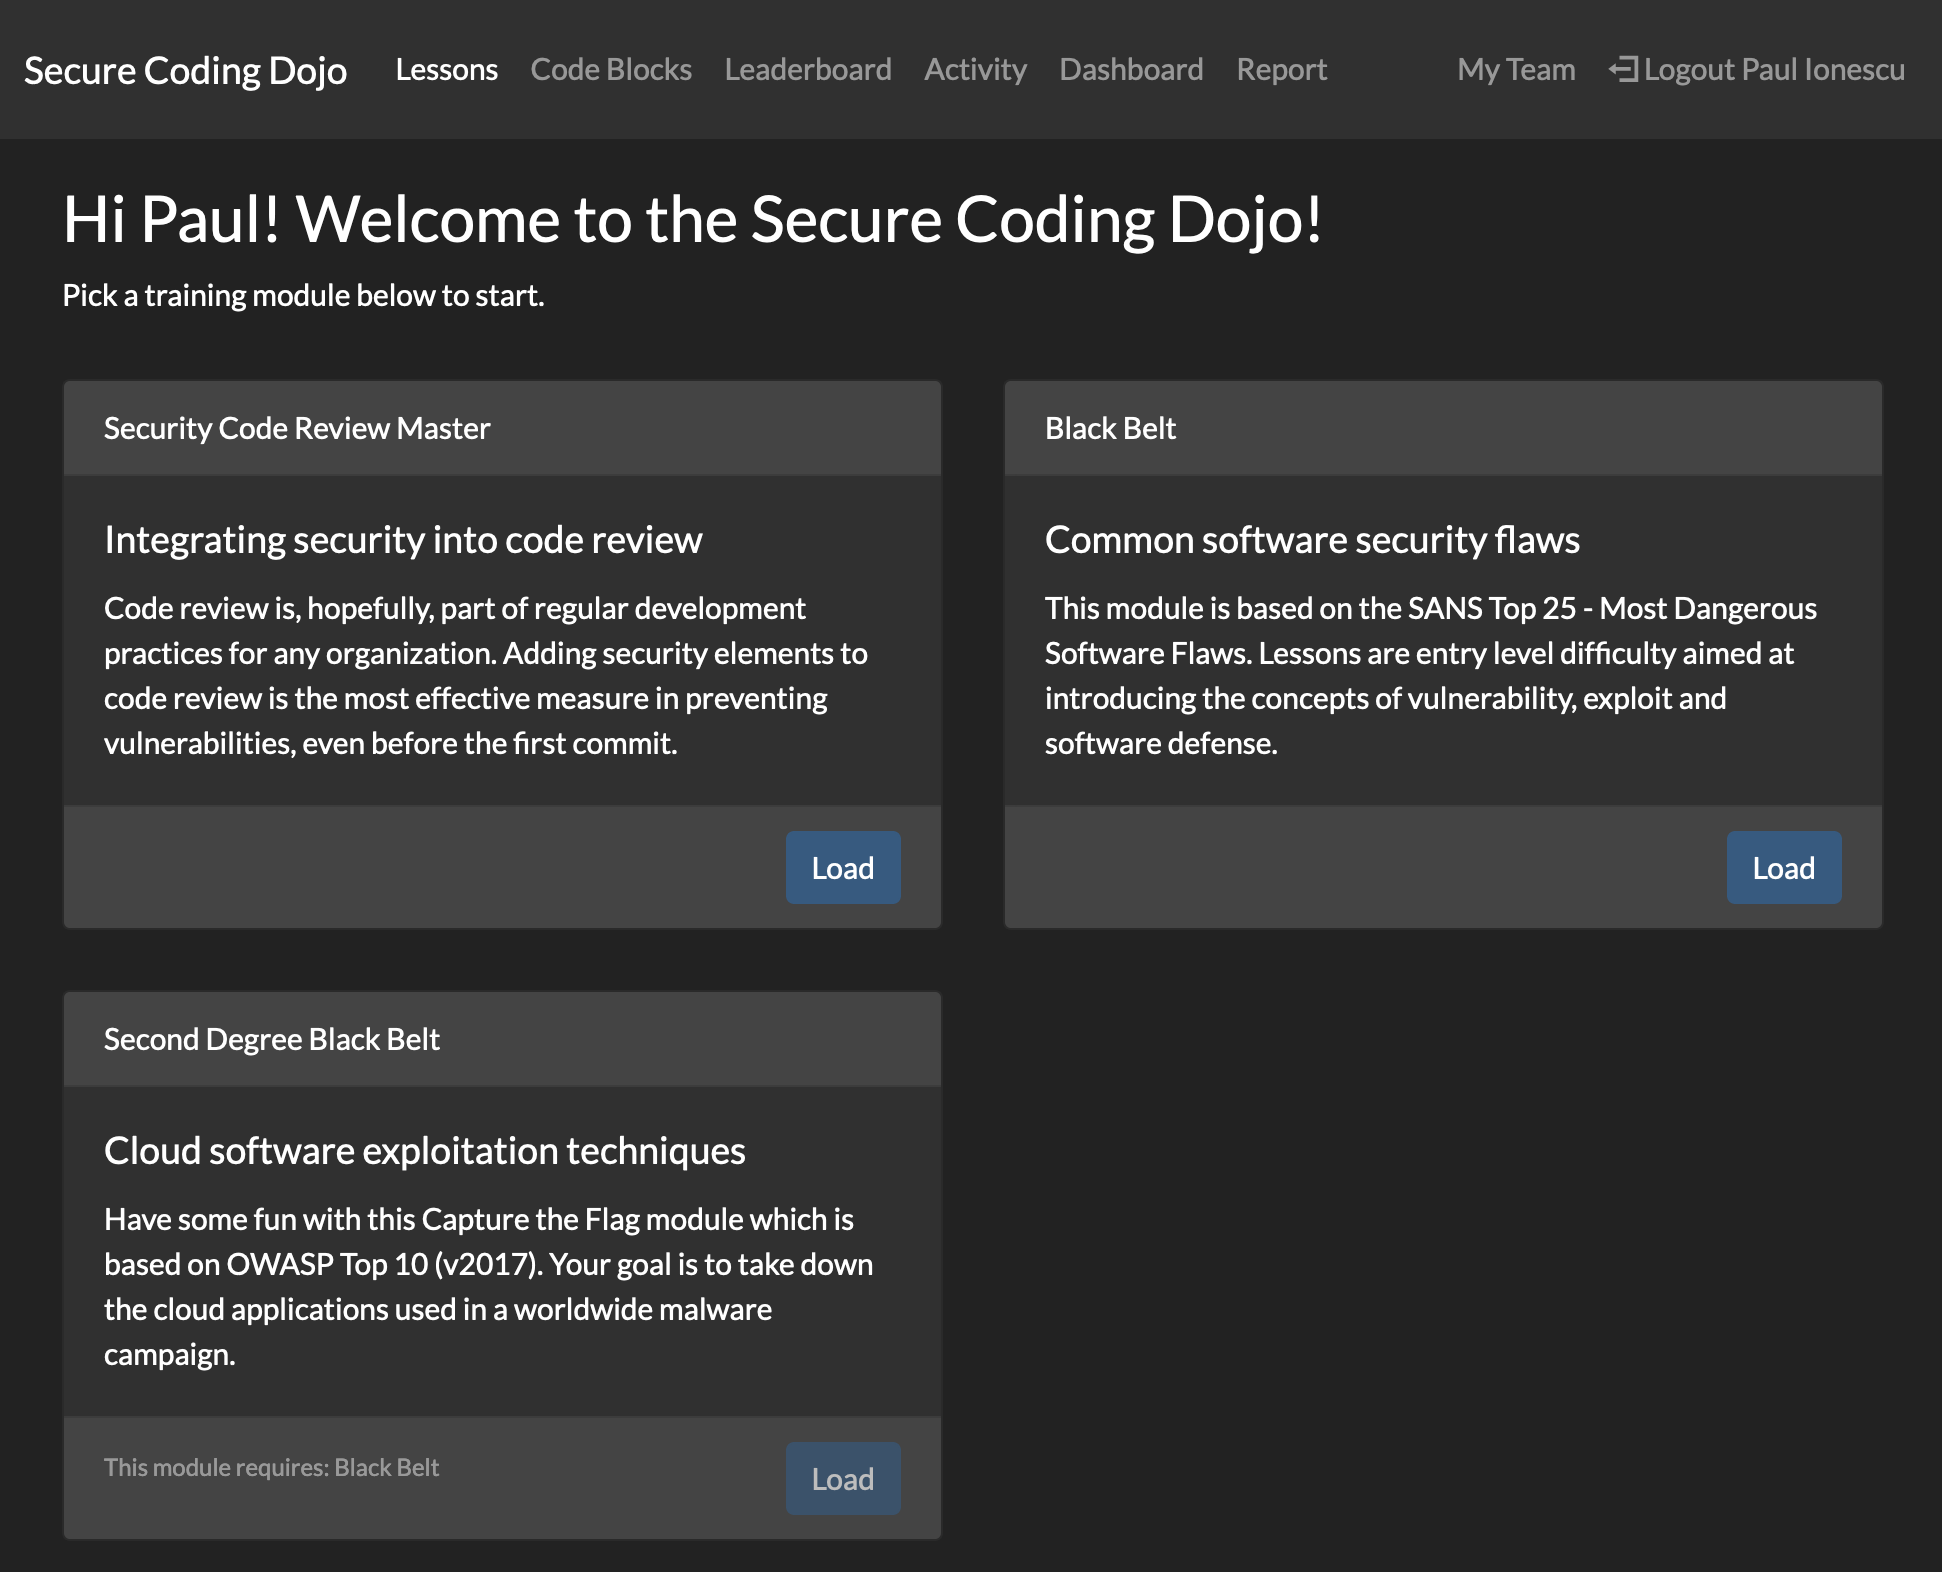 Secure Coding Dojo Lessons Code Blocks Leaderboard Activity Dashboard Report My Team Logout Paul Ionescu
Hi Paul! Welcome to the Secure Coding Dojo!
Pick a training module below to start.
Security Code Review Master
Integrating security into code review
Code review is, hopefully, part of regular development
practices for any organization. Adding security elements to
code review is the most effective measure in preventing
vulnerabilities, even before the first commit.
Load
Black Belt
Common software security flaws
This module is based on the SANS Top 25 - Most Dangerous
Software Flaws. Lessons are entry level difficulty aimed at
introducing the concepts of vulnerability, exploit and
software defense.
Load
Second Degree Black Belt
Cloud software exploitation techniques
Have some fun with this Capture the Flag module which is
based on OWASP Top 10 (v2017). Your goal is to take down
the cloud applications used in a worldwide malware
campaign.
This module requires: Black Belt
Load